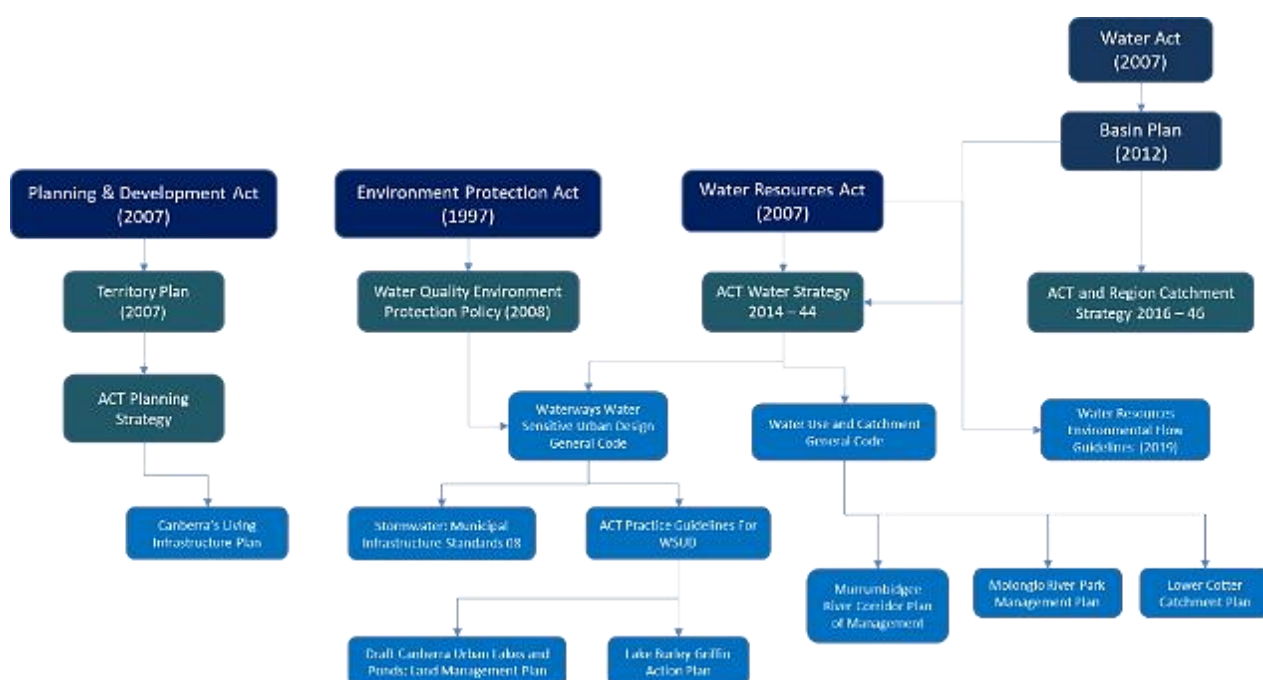 Water Act
(2007)
Basin Plan
(2012)
Planning & Development Act
(2007)
Environment Protection Act
(1997)
Water Resources Act
(2007)
Territory Plan
(2007)
Water Quality Environment
Protection Policy (2008)
ACT Water Strategy
2014 – 44
ACT and Region Catchment
Strategy 2016 – 46
ACT Planning
Strategy
Waterways Water
Sensitive Urban Design
General Code
Water Use and Catchment
General Code
Water Resources
Environmental Flow
Guidelines (2019)
Canberra's Living
Infrastructure Plan
Stormwater: Municipal
Infrastructure Standards 08
ACT Practice Guidelines For
WSUD
Murrumbidgee
River Corridor Plan
of Management
Molonglo River Park
Management Plan
Lower Cotter
Catchment Plan
Draft Canberra Urban Lakes and
Ponds: Land Management Plan
Lake Burley Griffin
Action Plan